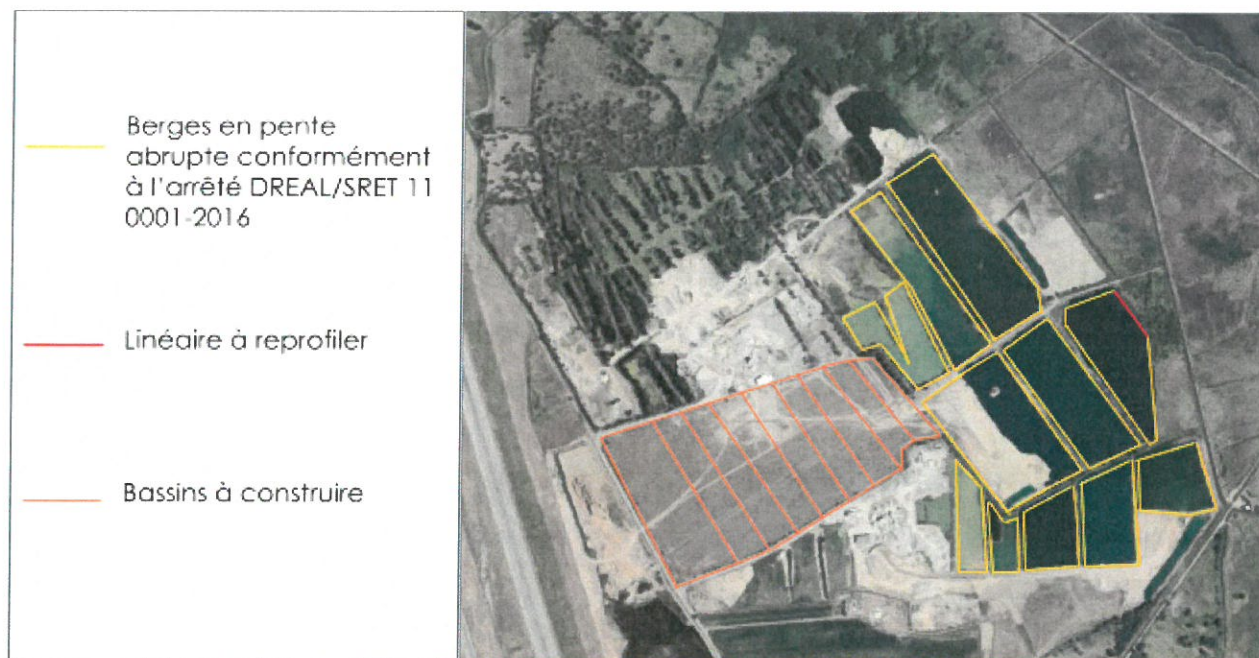 Berges en pente
abrupte conformément
à l'arrêté DREAL/SRET 11
0001-2016
Linéaire à reprofiler
Bassins à construire